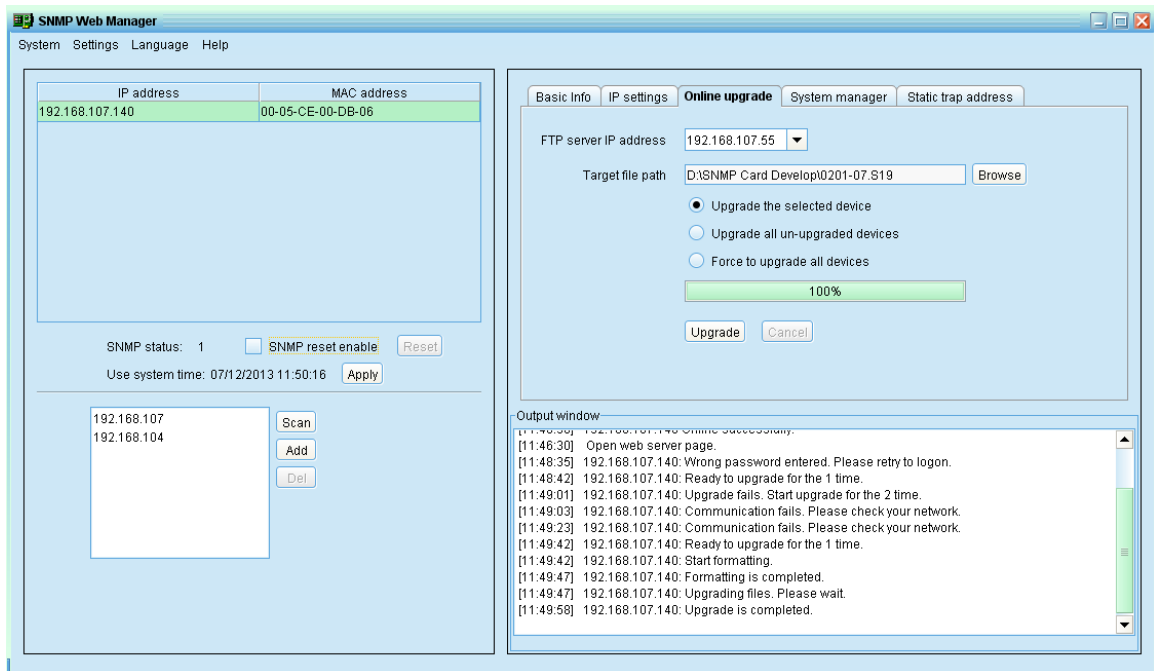 SNMP Web Manager
System Settings Language Help
IP address MAC address
192.168.107.140 00-05-CE-00-DB-06
SNMP status: 1 SNMP reset enable Reset
Use system time: 07/12/2013 11:50:16 Apply
192.168.107
192.168.104
Scan
Add
Del
Basic Info IP settings Online upgrade System manager Static trap address
FTP server IP address 192.168.107.55
Target file path D:\SNMP Card Develop\0201-07.S19 Browse
Upgrade the selected device
Upgrade all un-upgraded devices
Force to upgrade all devices
100%
Upgrade Cancel
Output window
192.168.107.140 Online successfully.
[11:46:30] Open web server page.
[11:48:35] 192.168.107.140: Wrong password entered. Please retry to logon.
[11:48:42] 192.168.107.140: Ready to upgrade for the 1 time.
[11:49:01] 192.168.107.140: Upgrade fails. Start upgrade for the 2 time.
[11:49:03] 192.168.107.140: Communication fails. Please check your network.
[11:49:23] 192.168.107.140: Communication fails. Please check your network.
[11:49:42] 192.168.107.140: Ready to upgrade for the 1 time.
[11:49:42] 192.168.107.140: Start formatting.
[11:49:47] 192.168.107.140: Formatting is completed.
[11:49:47] 192.168.107.140: Upgrading files. Please wait.
[11:49:58] 192.168.107.140: Upgrade is completed.